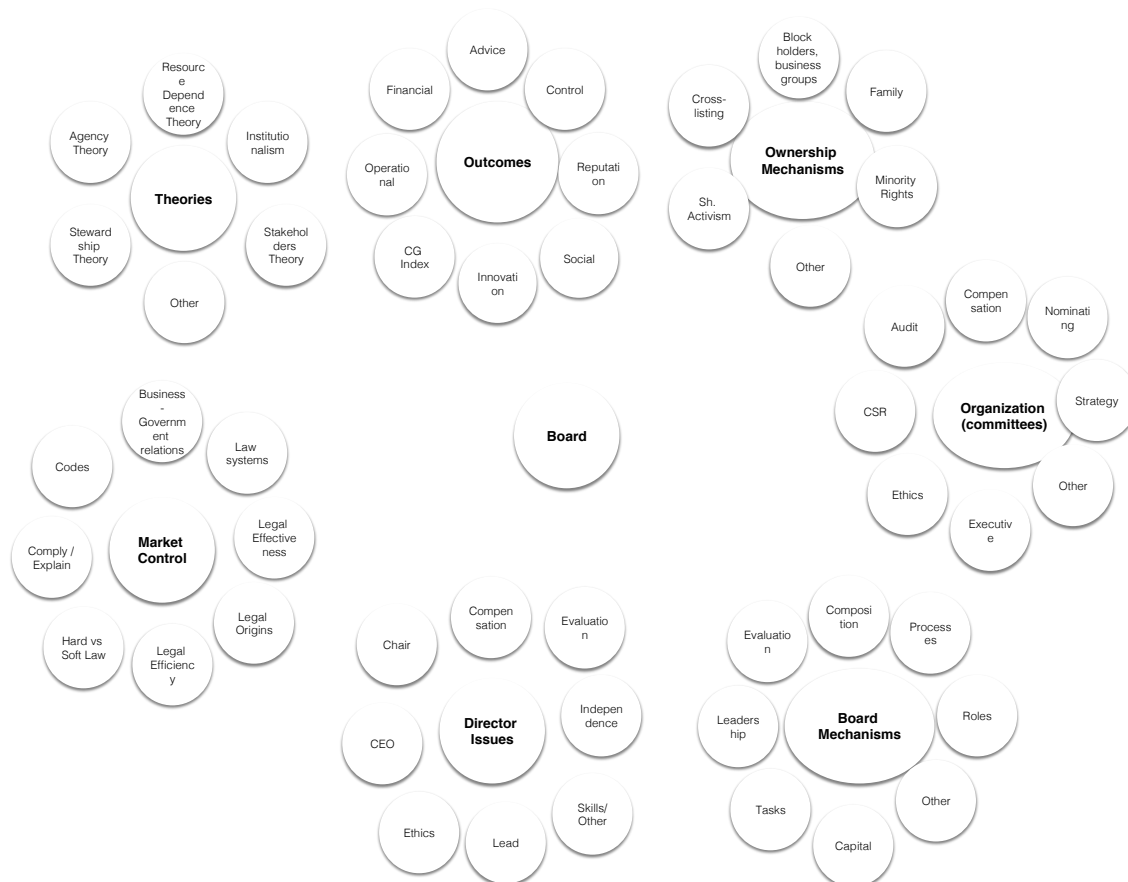 Resourc
e
Depend
ence
Theory
Agency
Theory
Institutio
nalism
Theories
Steward
ship
Theory
Stakehol
ders
Theory
Other
Advice
Financial
Control
Outcomes
Operatio
nal
Reputati
on
CG
Index
Innovati
on
Social
Block
holders,
business
groups
Cross-
listing
Family
Ownership
Mechanisms
Sh.
Activism
Minority
Rights
Other
Compen
sation
Audit
Nominati
ng
CSR
Organization
(committees)
Strategy
Ethics
Executiv
e
Other
Board
Business
-
Governm
ent
relations
Codes
Law
systems
Comply /
Explain
Market
Control
Legal
Effective
ness
Hard vs
Soft Law
Legal
Efficienc
y
Legal
Origins
Compen
sation
Chair
Evaluatio
n
CEO
Director
Issues
Indepen
dence
Ethics
Lead
Skills/
Other
Composi
tion
Evaluatio
n
Process
es
Leaders
hip
Board
Mechanisms
Roles
Tasks
Capital
Other